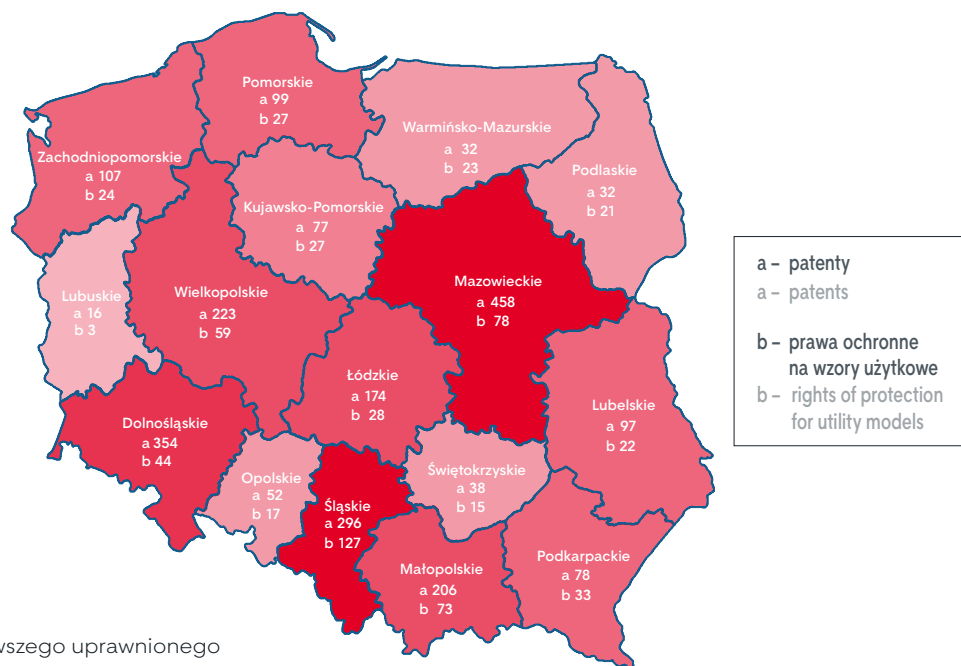 Pomorskie
a 99
b 27
Warmińsko-Mazurskie
a 32
b 23
Podlaskie
a 32
b 21
Zachodniopomorskie
a 107
b 24
Kujawsko-Pomorskie
a 77
b 27
Mazowieckie
a 458
b 78
Lubuskie
a 16
b 3
Wielkopolskie
a 223
b 59
Łódzkie
a 174
b 28
Lubelskie
a 97
b 22
Dolnośląskie
a 354
b 44
Opolskie
a 52
b 17
Śląskie
a 296
b 127
Świętokrzyskie
a 38
b 15
Małopolskie
a 206
b 73
Podkarpackie
a 78
b 33
a – patenty
a – patents
b – prawa ochronne
na wzory użytkowe
b – rights of protection
for utility models
wszego uprawnionego